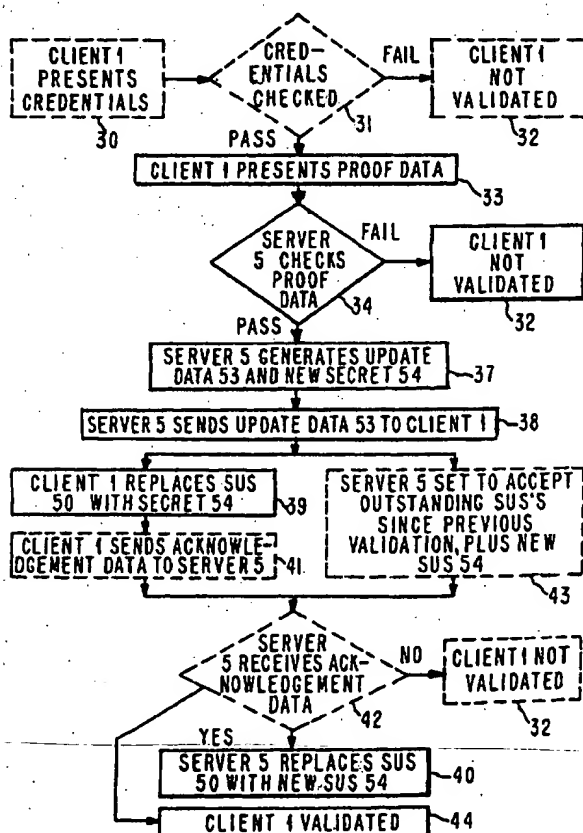 CLIENT 1
PRESENTS
CREDENTIALS
30
CRED-
ENTIALS
CHECKED
31
FAIL
CLIENT 1
NOT
VALIDATED
32
PASS
CLIENT 1 PRESENTS PROOF DATA
33
SERVER
5 CHECKS
PROOF
DATA
34
FAIL
CLIENT 1
NOT
VALIDATED
32
PASS
SERVER 5 GENERATES UPDATE
DATA 53 AND NEW SECRET 54
37
SERVER 5 SENDS UPDATE DATA 53 TO CLIENT 1
38
CLIENT 1 REPLACES SUS
50 WITH SECRET 54
39
CLIENT 1 SENDS ACKNOWLE-
DGEMENT DATA TO SERVER 5
41
SERVER 5 SET TO ACCEPT
OUTSTANDING SUS'S
SINCE PREVIOUS
VALIDATION, PLUS NEW
SUS 54
43
SERVER
5 RECEIVES ACK-
NOWLEDGEMENT
DATA
42
NO
CLIENT 1 NOT
VALIDATED
32
YES
SERVER 5 REPLACES SUS
50 WITH NEW SUS 54
40
CLIENT 1 VALIDATED
44